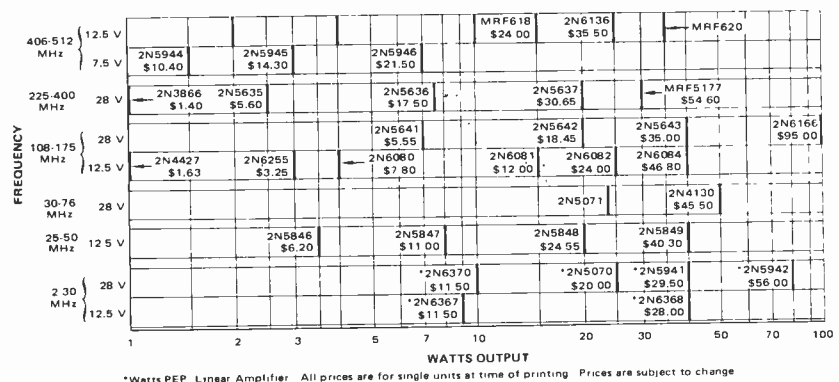 406-512 MHz
12.5 V
MRF618 2N6136 MRF620
$24 00 $35 50
7.5 V
2N5944 2N5945 2N5946
$10.40 $14.30 $21.50
225-400 MHz
28 V
2N3866 2N5635 2N5636 2N5637 MRF5177
$1.40 $5.60 $17 50 $30.65 $54 60
FREQUENCY
108-175 MHz
28 V
2N5641 2N5642 2N5643 2N6166
$5.55 $18.45 $35.00 $95 00
12.5 V
2N4427 2N6255 2N6080 2N6081 2N6082 2N6084
$1.63 $3.25 $7 80 $12 00 $24 00 $46 80
30-76 MHz
28 V
2N5071 2N4130
$45 50
25-50 MHz
12 5 V
2N5846 2N5847 2N5848 2N5849
$6.20 $11 00 $24 55 $40 30
2 30 MHz
28 V
*2N6370 *2N5070 *2N5941 *2N5942
$11 50 $20 00 $29 50 $56 00
12.5 V
*2N6367 *2N6368
$11 50 $28.00
1 2 3 5 7 10 20 30 50 70 100
WATTS OUTPUT
*Watts PEP Linear Amplifier All prices are for single units at time of printing Prices are subject to change